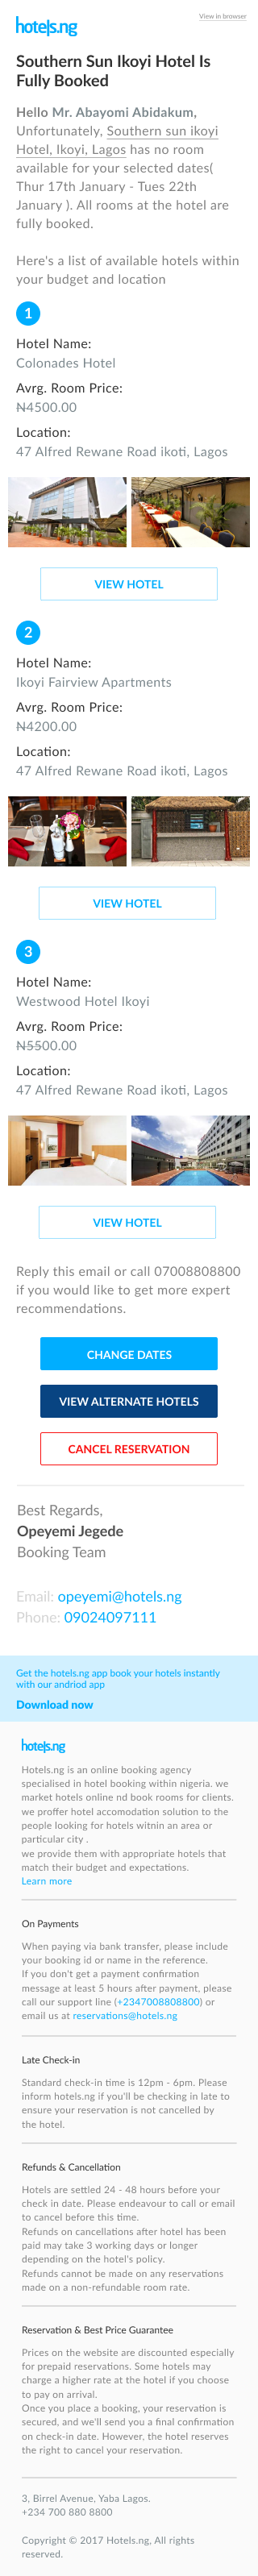 hotels.ng
View in browser
Southern Sun Ikoyi Hotel Is
Fully Booked
Hello Mr. Abayomi Abidakum,
Unfortunately, Southern sun ikoyi
Hotel, Ikoyi, Lagos has no room
available for your selected dates(
Thur 17th January - Tues 22th
January ). All rooms at the hotel are
fully booked.
Here's a list of available hotels within
your budget and location
1
Hotel Name:
Colonades Hotel
Avrg. Room Price:
₦4500.00
Location:
47 Alfred Rewane Road ikoti, Lagos
VIEW HOTEL
2
Hotel Name:
Ikoyi Fairview Apartments
Avrg. Room Price:
₦4200.00
Location:
47 Alfred Rewane Road ikoti, Lagos
VIEW HOTEL
3
Hotel Name:
Westwood Hotel Ikoyi
Avrg. Room Price:
₦5500.00
Location:
47 Alfred Rewane Road ikoti, Lagos
VIEW HOTEL
Reply this email or call 07008808800
if you would like to get more expert
recommendations.
CHANGE DATES
VIEW ALTERNATE HOTELS
CANCEL RESERVATION
Best Regards,
Opeyemi Jegede
Booking Team
Email: opeyemi@hotels.ng
Phone: 09024097111
Get the hotels.ng app book your hotels instantly
with our andriod app
Download now
hotels.ng
Hotels.ng is an online booking agency
specialised in hotel booking within nigeria. we
market hotels online nd book rooms for clients.
we proffer hotel accomodation solution to the
people looking for hotels witnin an area or
particular city .
we provide them with appropriate hotels that
match their budget and expectations.
Learn more
On Payments
When paying via bank transfer, please include
your booking id or name in the reference.
If you don't get a payment confirmation
message at least 5 hours after payment, please
call our support line (+2347008808800) or
email us at reservations@hotels.ng
Late Check-in
Standard check-in time is 12pm - 6pm. Please
inform hotels.ng if you'll be checking in late to
ensure your reservation is not cancelled by
the hotel.
Refunds & Cancellation
Hotels are settled 24 - 48 hours before your
check in date. Please endeavour to call or email
to cancel before this time.
Refunds on cancellations after hotel has been
paid may take 3 working days or longer
depending on the hotel's policy.
Refunds cannot be made on any reservations
made on a non-refundable room rate.
Reservation & Best Price Guarantee
Prices on the website are discounted especially
for prepaid reservations. Some hotels may
charge a higher rate at the hotel if you choose
to pay on arrival.
Once you place a booking, your reservation is
secured, and we'll send you a final confirmation
on check-in date. However, the hotel reserves
the right to cancel your reservation.
3, Birrel Avenue, Yaba Lagos.
+234 700 880 8800
Copyright © 2017 Hotels.ng, All rights
reserved.